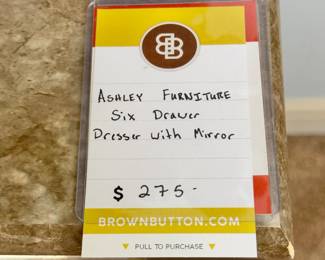 BB
ASHLEY FURNITURE
Six Drawer
Dresser with Mirror
$ 275-
BROWNBUTTON.COM
▼ PULL TO PURCHASE ▼